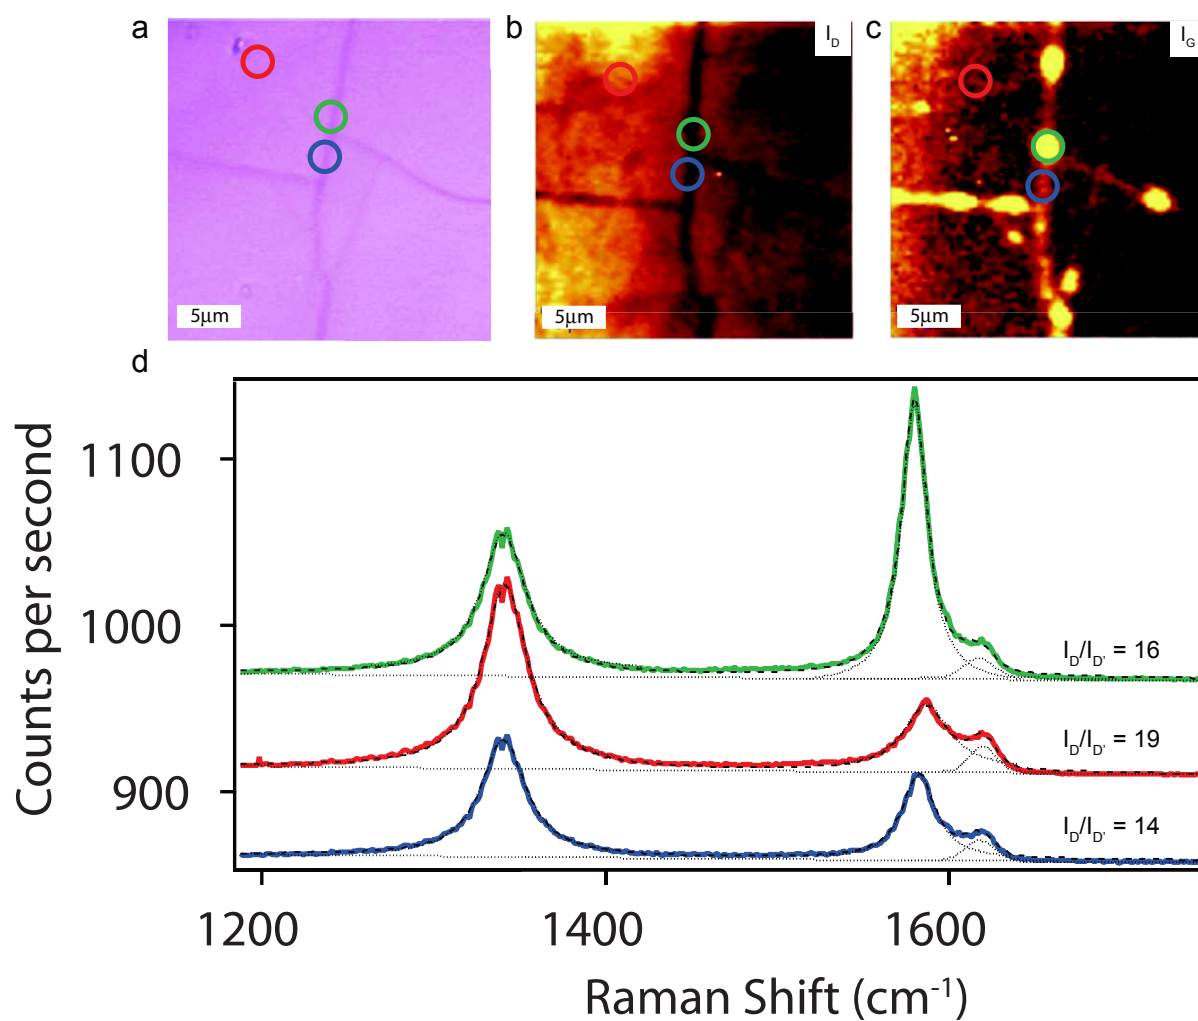 a
b
I_D
c
I_G
5μm
5μm
5μm
d
Counts per second
1100
1000
900
I_D/I_D' = 16
I_D/I_D' = 19
I_D/I_D' = 14
1200
1400
1600
Raman Shift (cm⁻¹)